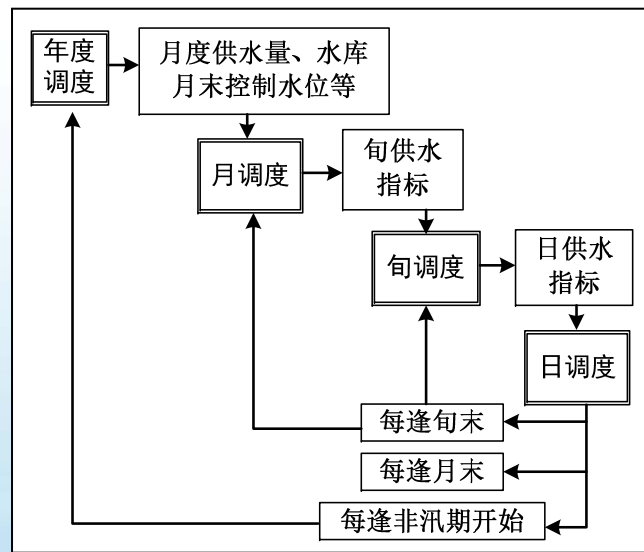 年度
调度
月度供水量、水库
月末控制水位等
月调度
旬供水
指标
旬调度
日供水
指标
日调度
每逢旬末
每逢月末
每逢非汛期开始